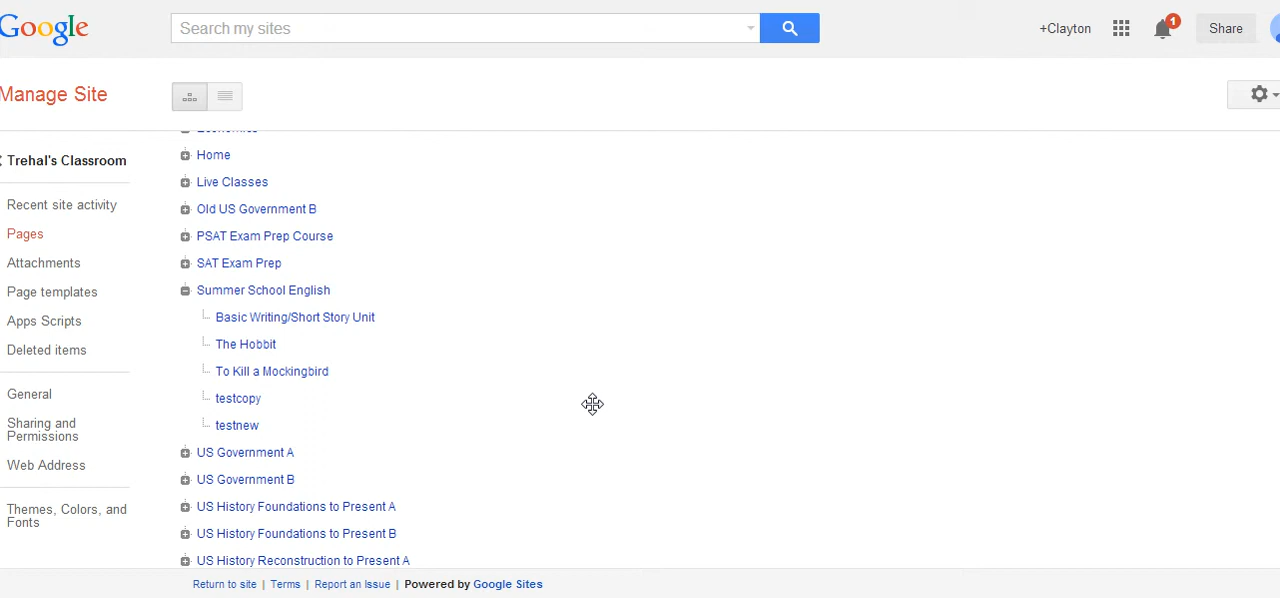 Google
Search my sites
+Clayton
1
Share
Manage Site
Trehal's Classroom
Recent site activity
Pages
Attachments
Page templates
Apps Scripts
Deleted items
General
Sharing and
Permissions
Web Address
Themes, Colors, and
Fonts
Economics
Home
Live Classes
Old US Government B
PSAT Exam Prep Course
SAT Exam Prep
Summer School English
Basic Writing/Short Story Unit
The Hobbit
To Kill a Mockingbird
testcopy
testnew
US Government A
US Government B
US History Foundations to Present A
US History Foundations to Present B
US History Reconstruction to Present A
Return to site | Terms | Report an Issue | Powered by Google Sites